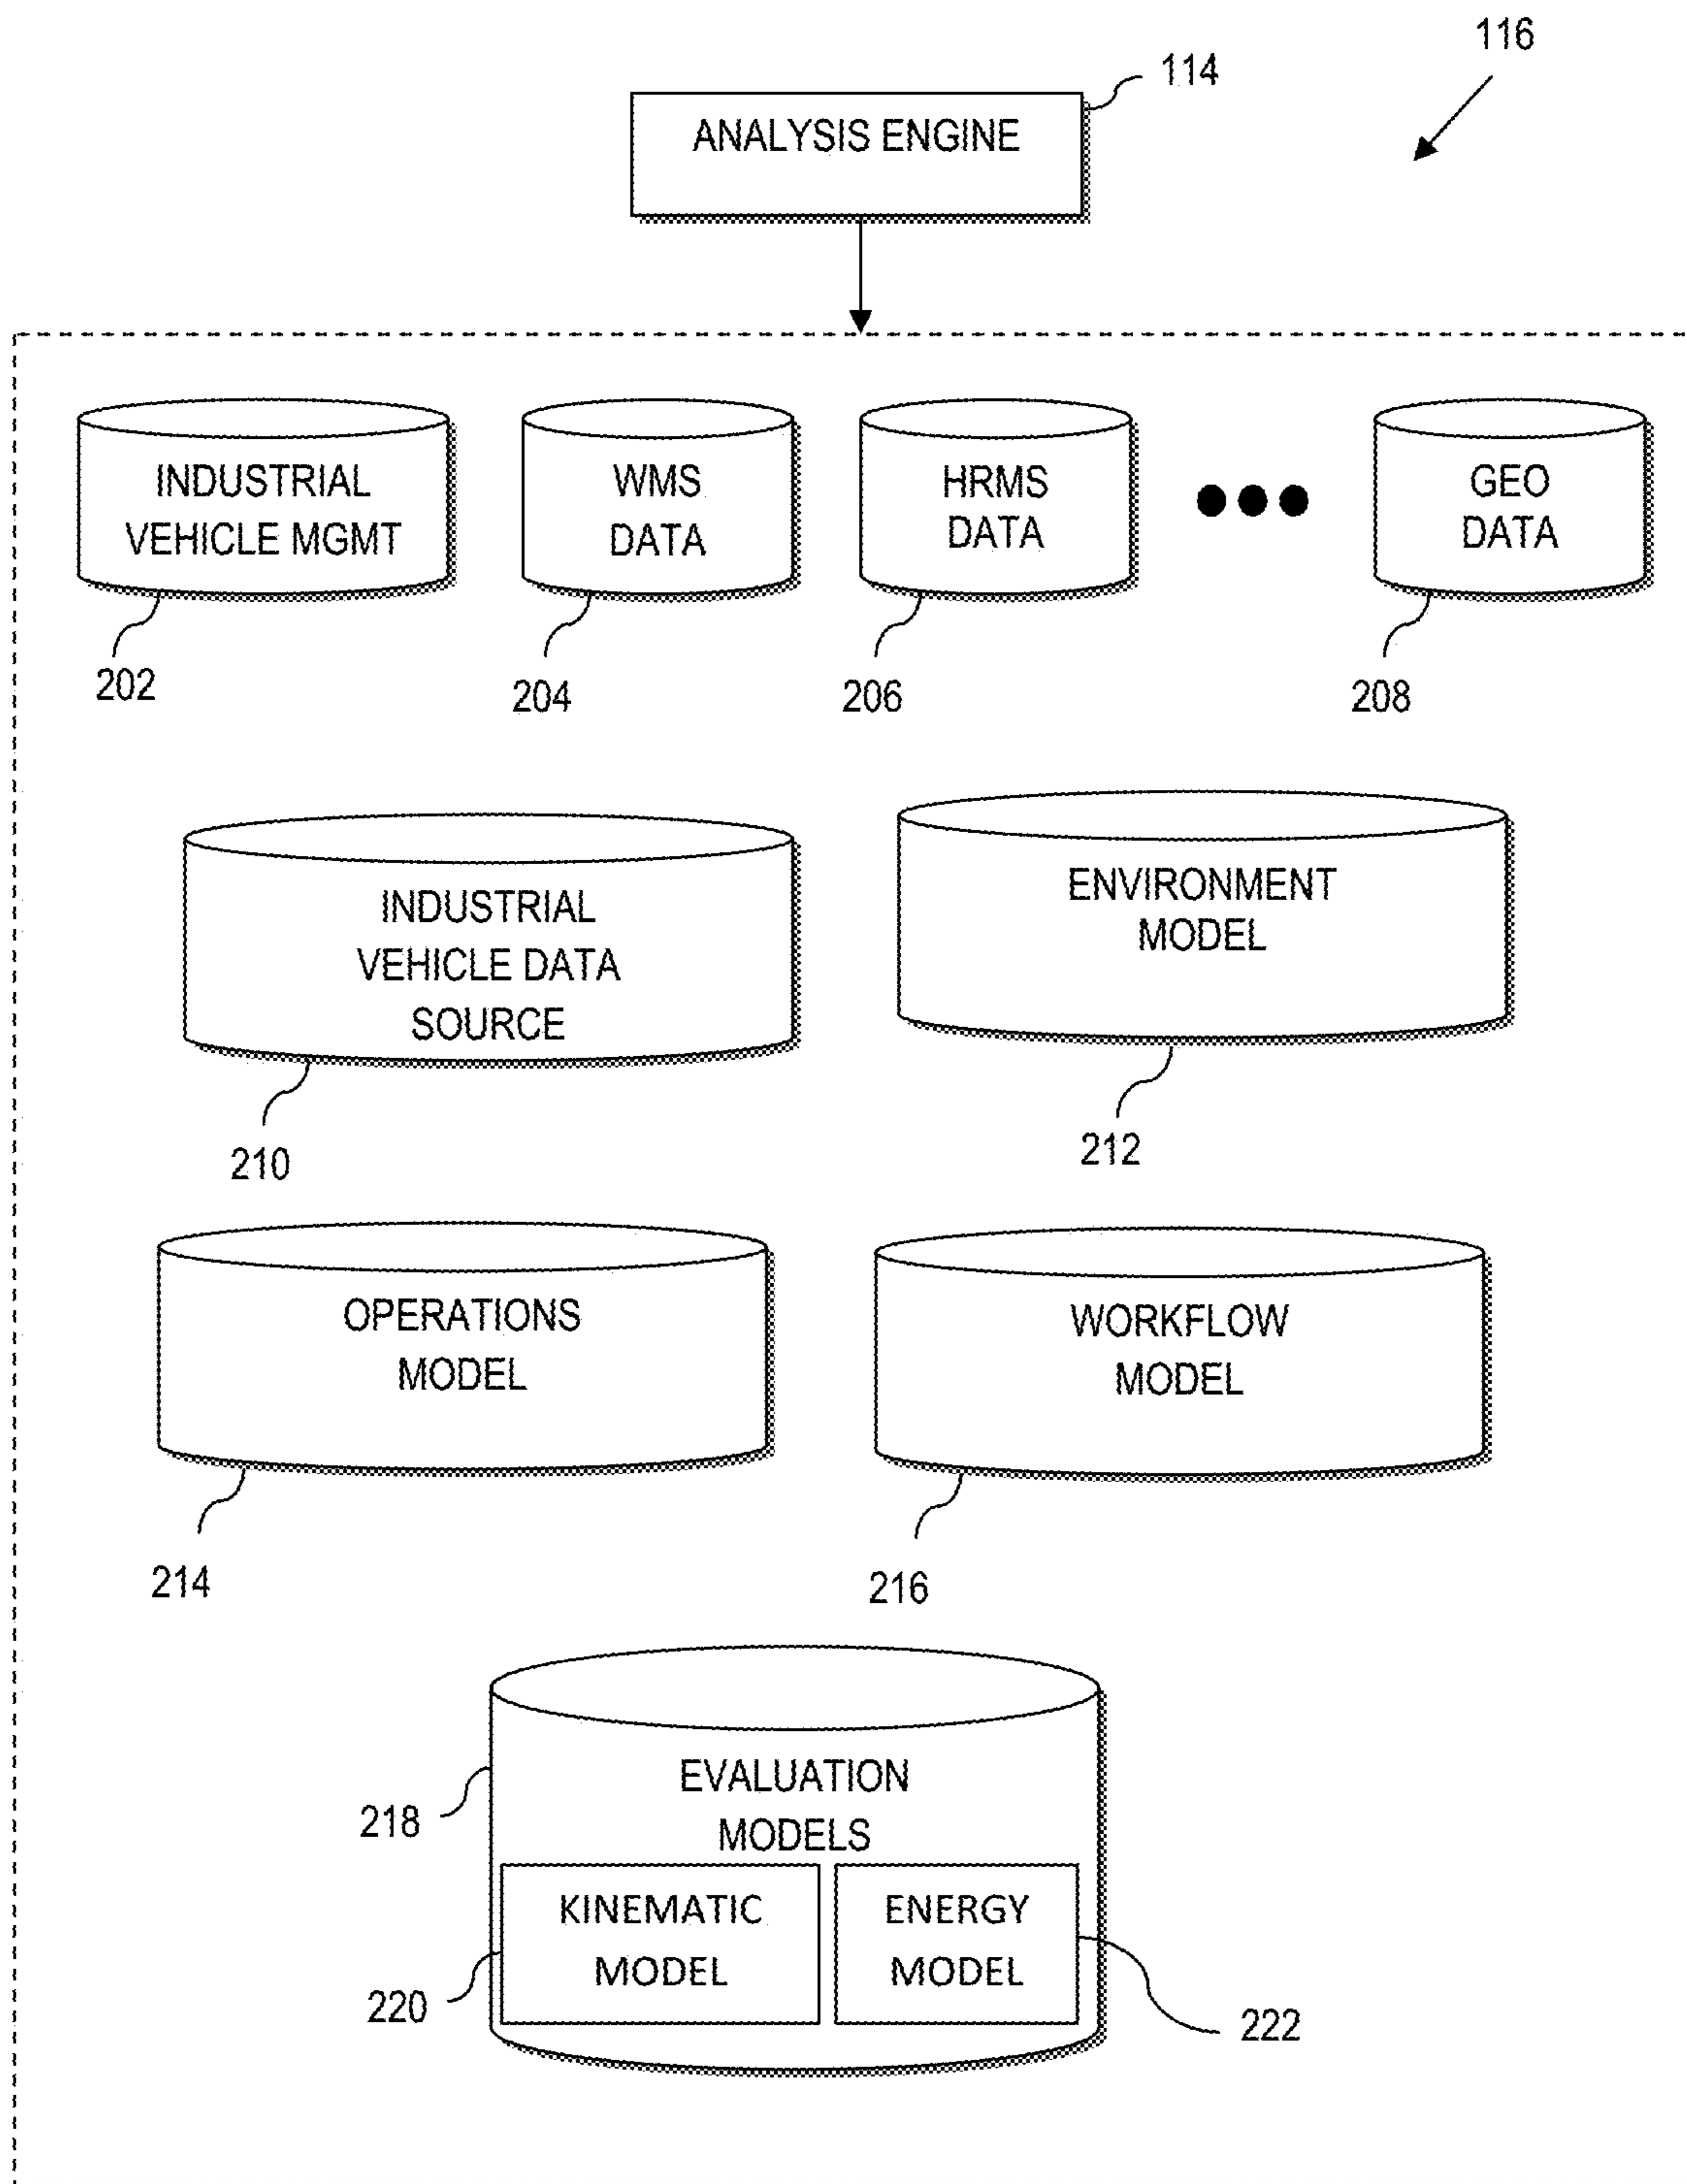 116
114
ANALYSIS ENGINE
INDUSTRIAL
VEHICLE MGMT
WMS
DATA
HRMS
DATA
GEO
DATA
202
204
206
208
INDUSTRIAL
VEHICLE DATA
SOURCE
ENVIRONMENT
MODEL
210
212
OPERATIONS
MODEL
WORKFLOW
MODEL
214
216
EVALUATION
MODELS
218
KINEMATIC
MODEL
ENERGY
MODEL
220
222